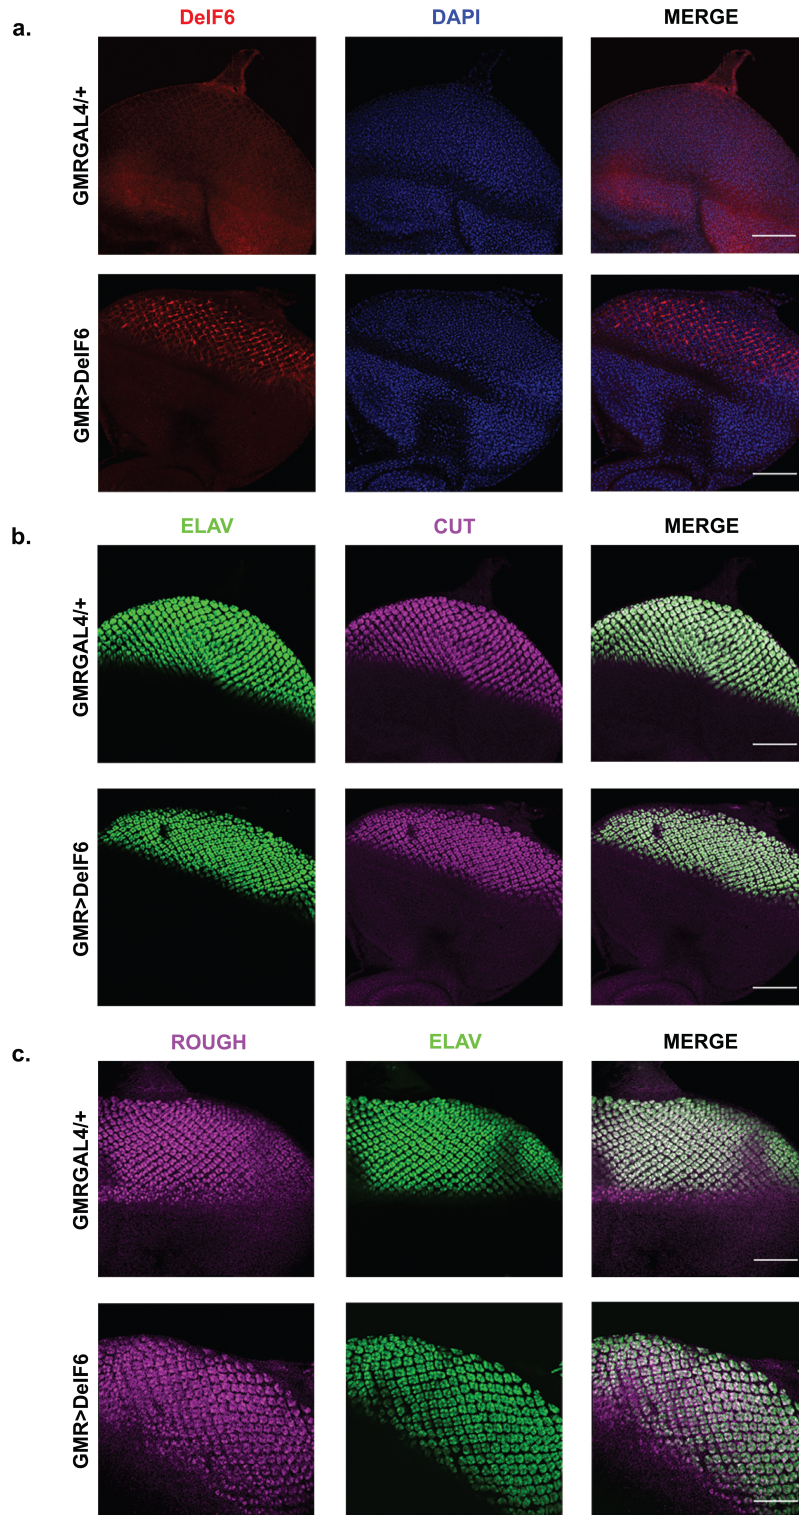 a.
DeIF6 DAPI MERGE
GMRGAL4/+
GMR>DeIF6
b.
ELAV CUT MERGE
GMRGAL4/+
GMR>DeIF6
c.
ROUGH ELAV MERGE
GMRGAL4/+
GMR>DeIF6